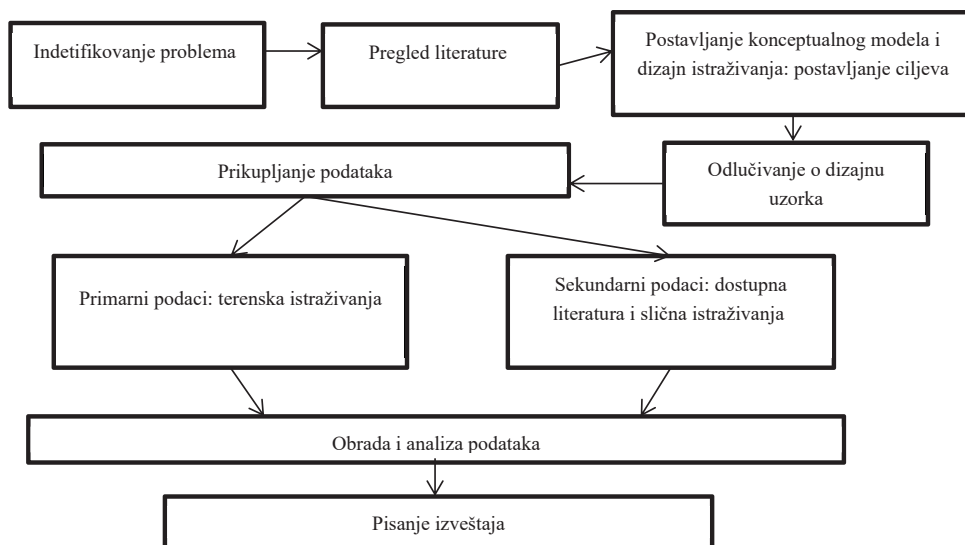 Indetifikovanje problema
Pregled literature
Postavljanje konceptualnog modela i
dizajn istraživanja: postavljanje ciljeva
Odlučivanje o dizajnu
uzorka
Prikupljanje podataka
Primarni podaci: terenska istraživanja
Sekundarni podaci: dostupna
literatura i slična istraživanja
Obrada i analiza podataka
Pisanje izveštaja